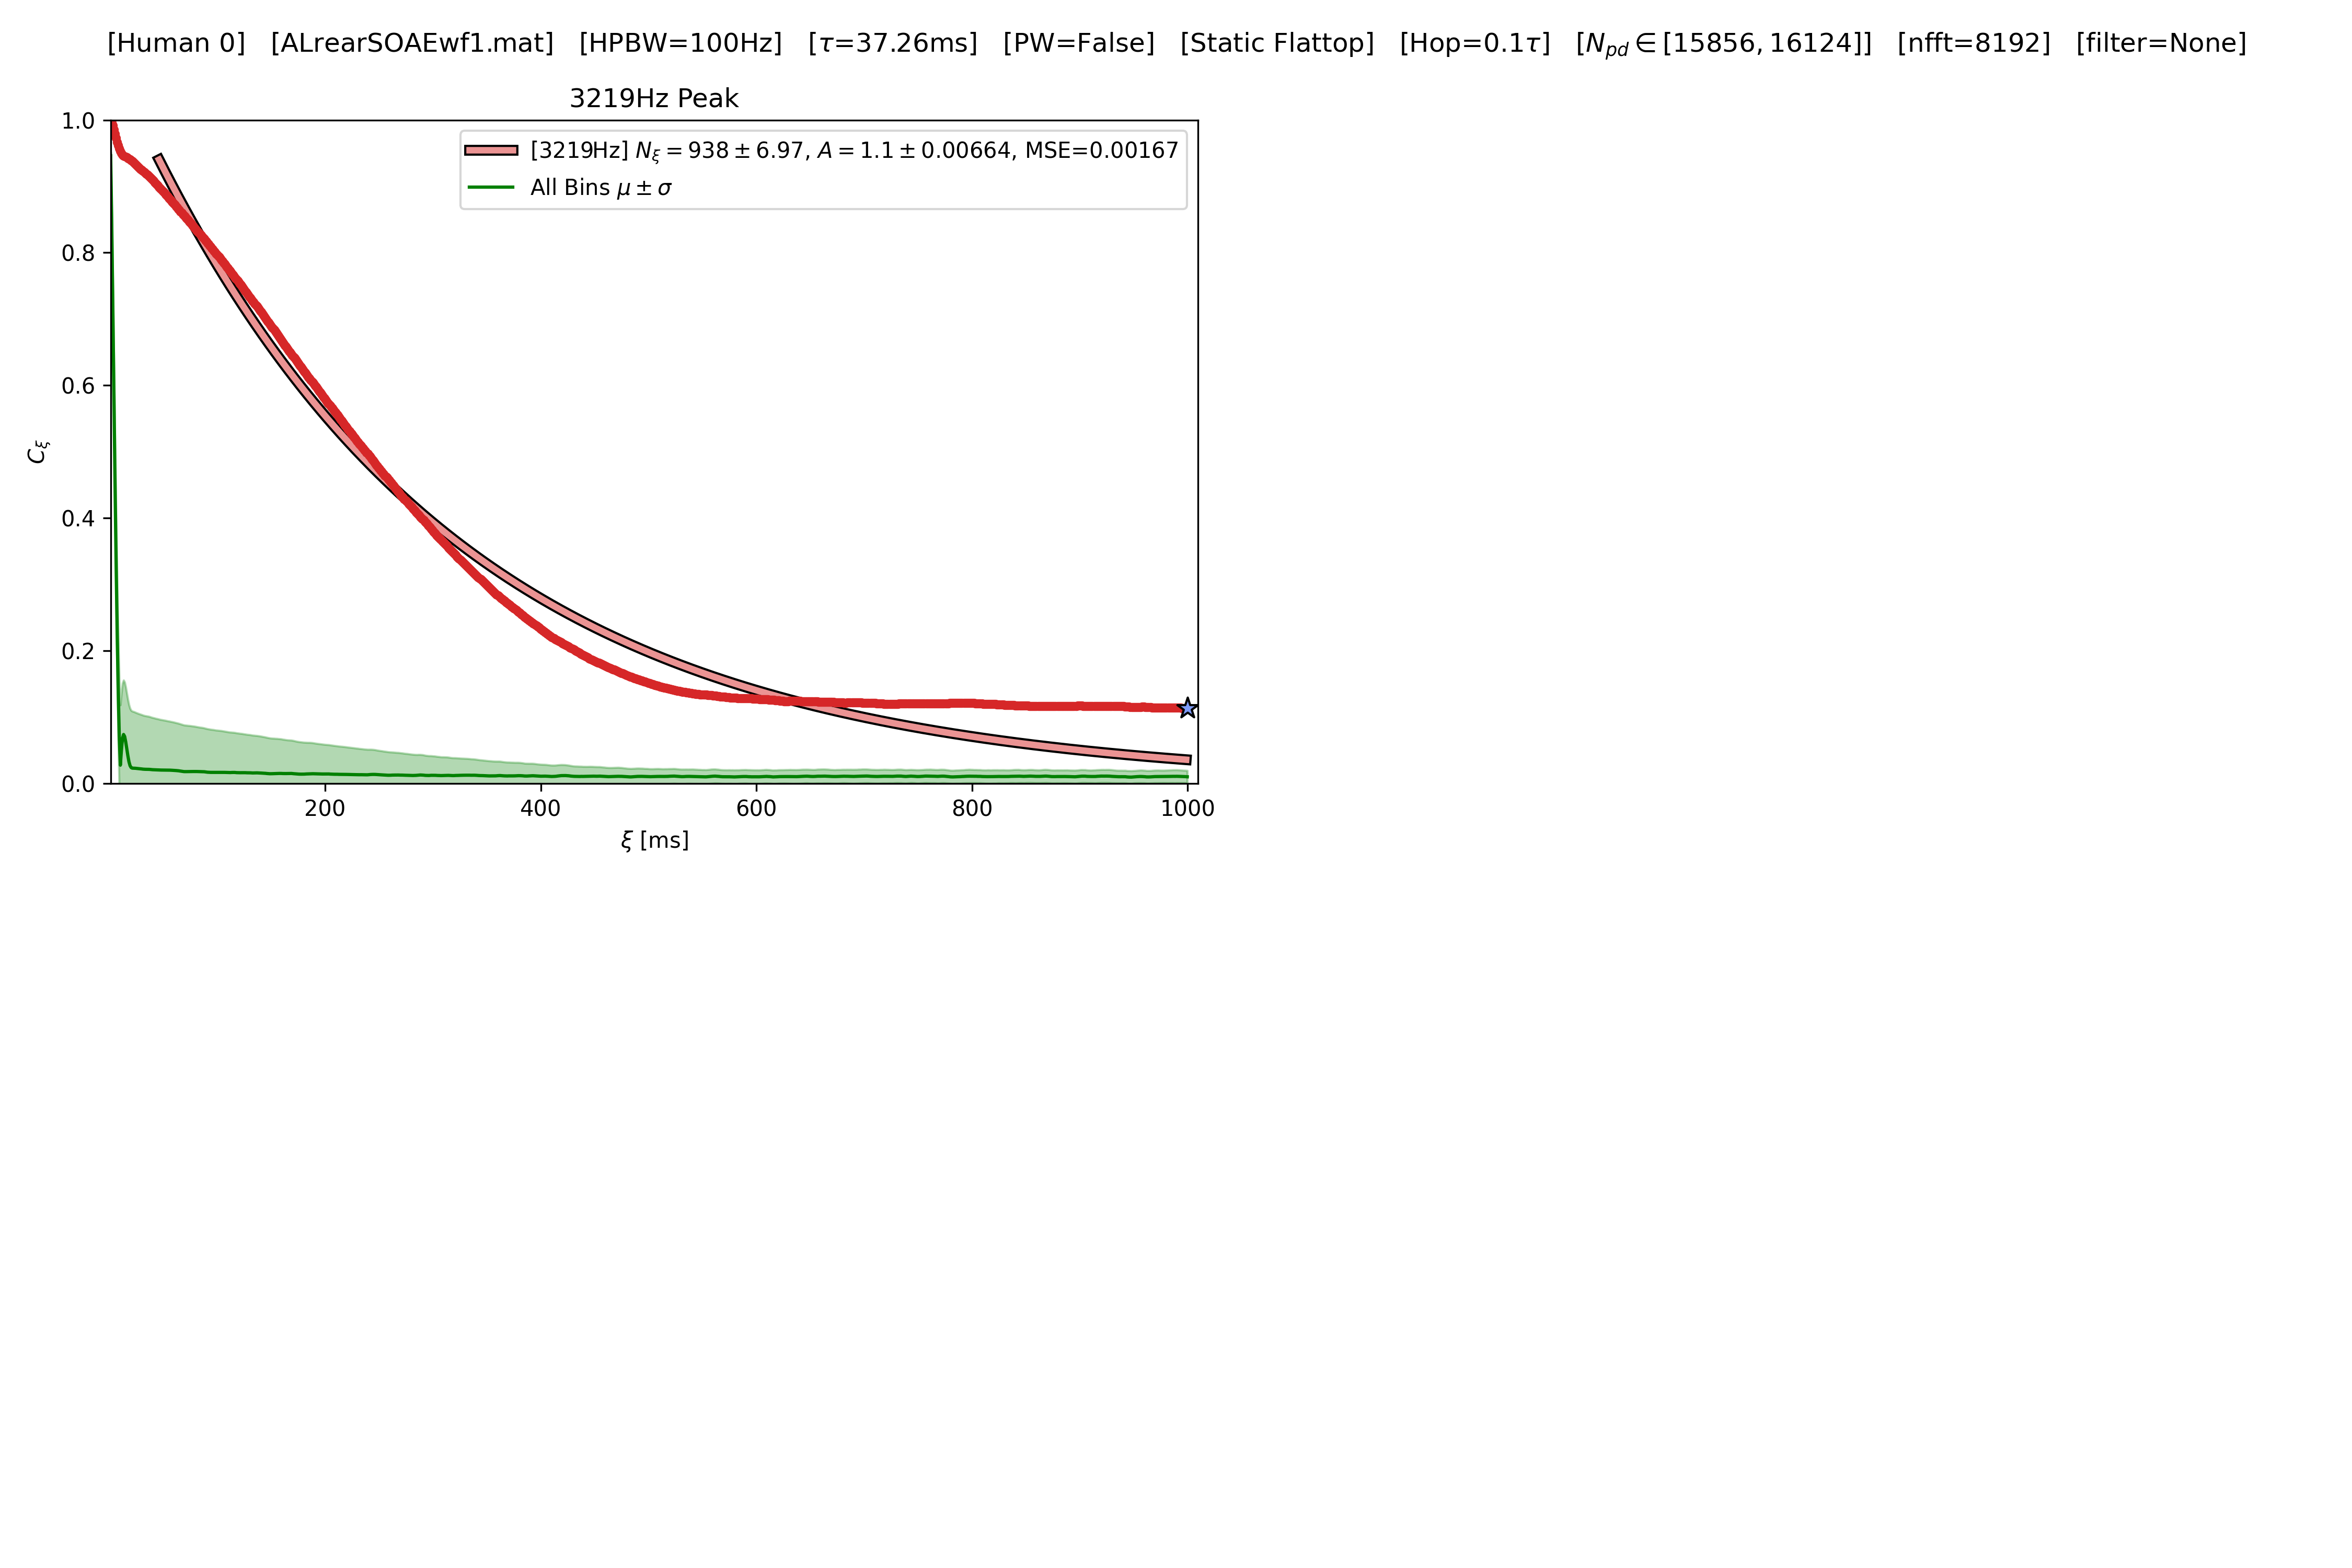 [Human 0]   [ALrearSOAEwf1.mat]   [HPBW=100Hz]   [τ=37.26ms]   [PW=False]   [Static Flattop]   [Hop=0.1τ]   [N_{pd} ∈ [15856, 16124]]   [nfft=8192]   [filter=None]
3219Hz Peak
[3219Hz] N_ξ = 938 ± 6.97, A = 1.1 ± 0.00664, MSE=0.00167
All Bins μ ± σ
1.0
0.8
0.6
0.4
0.2
0.0
C_ξ
200
400
600
800
1000
ξ [ms]